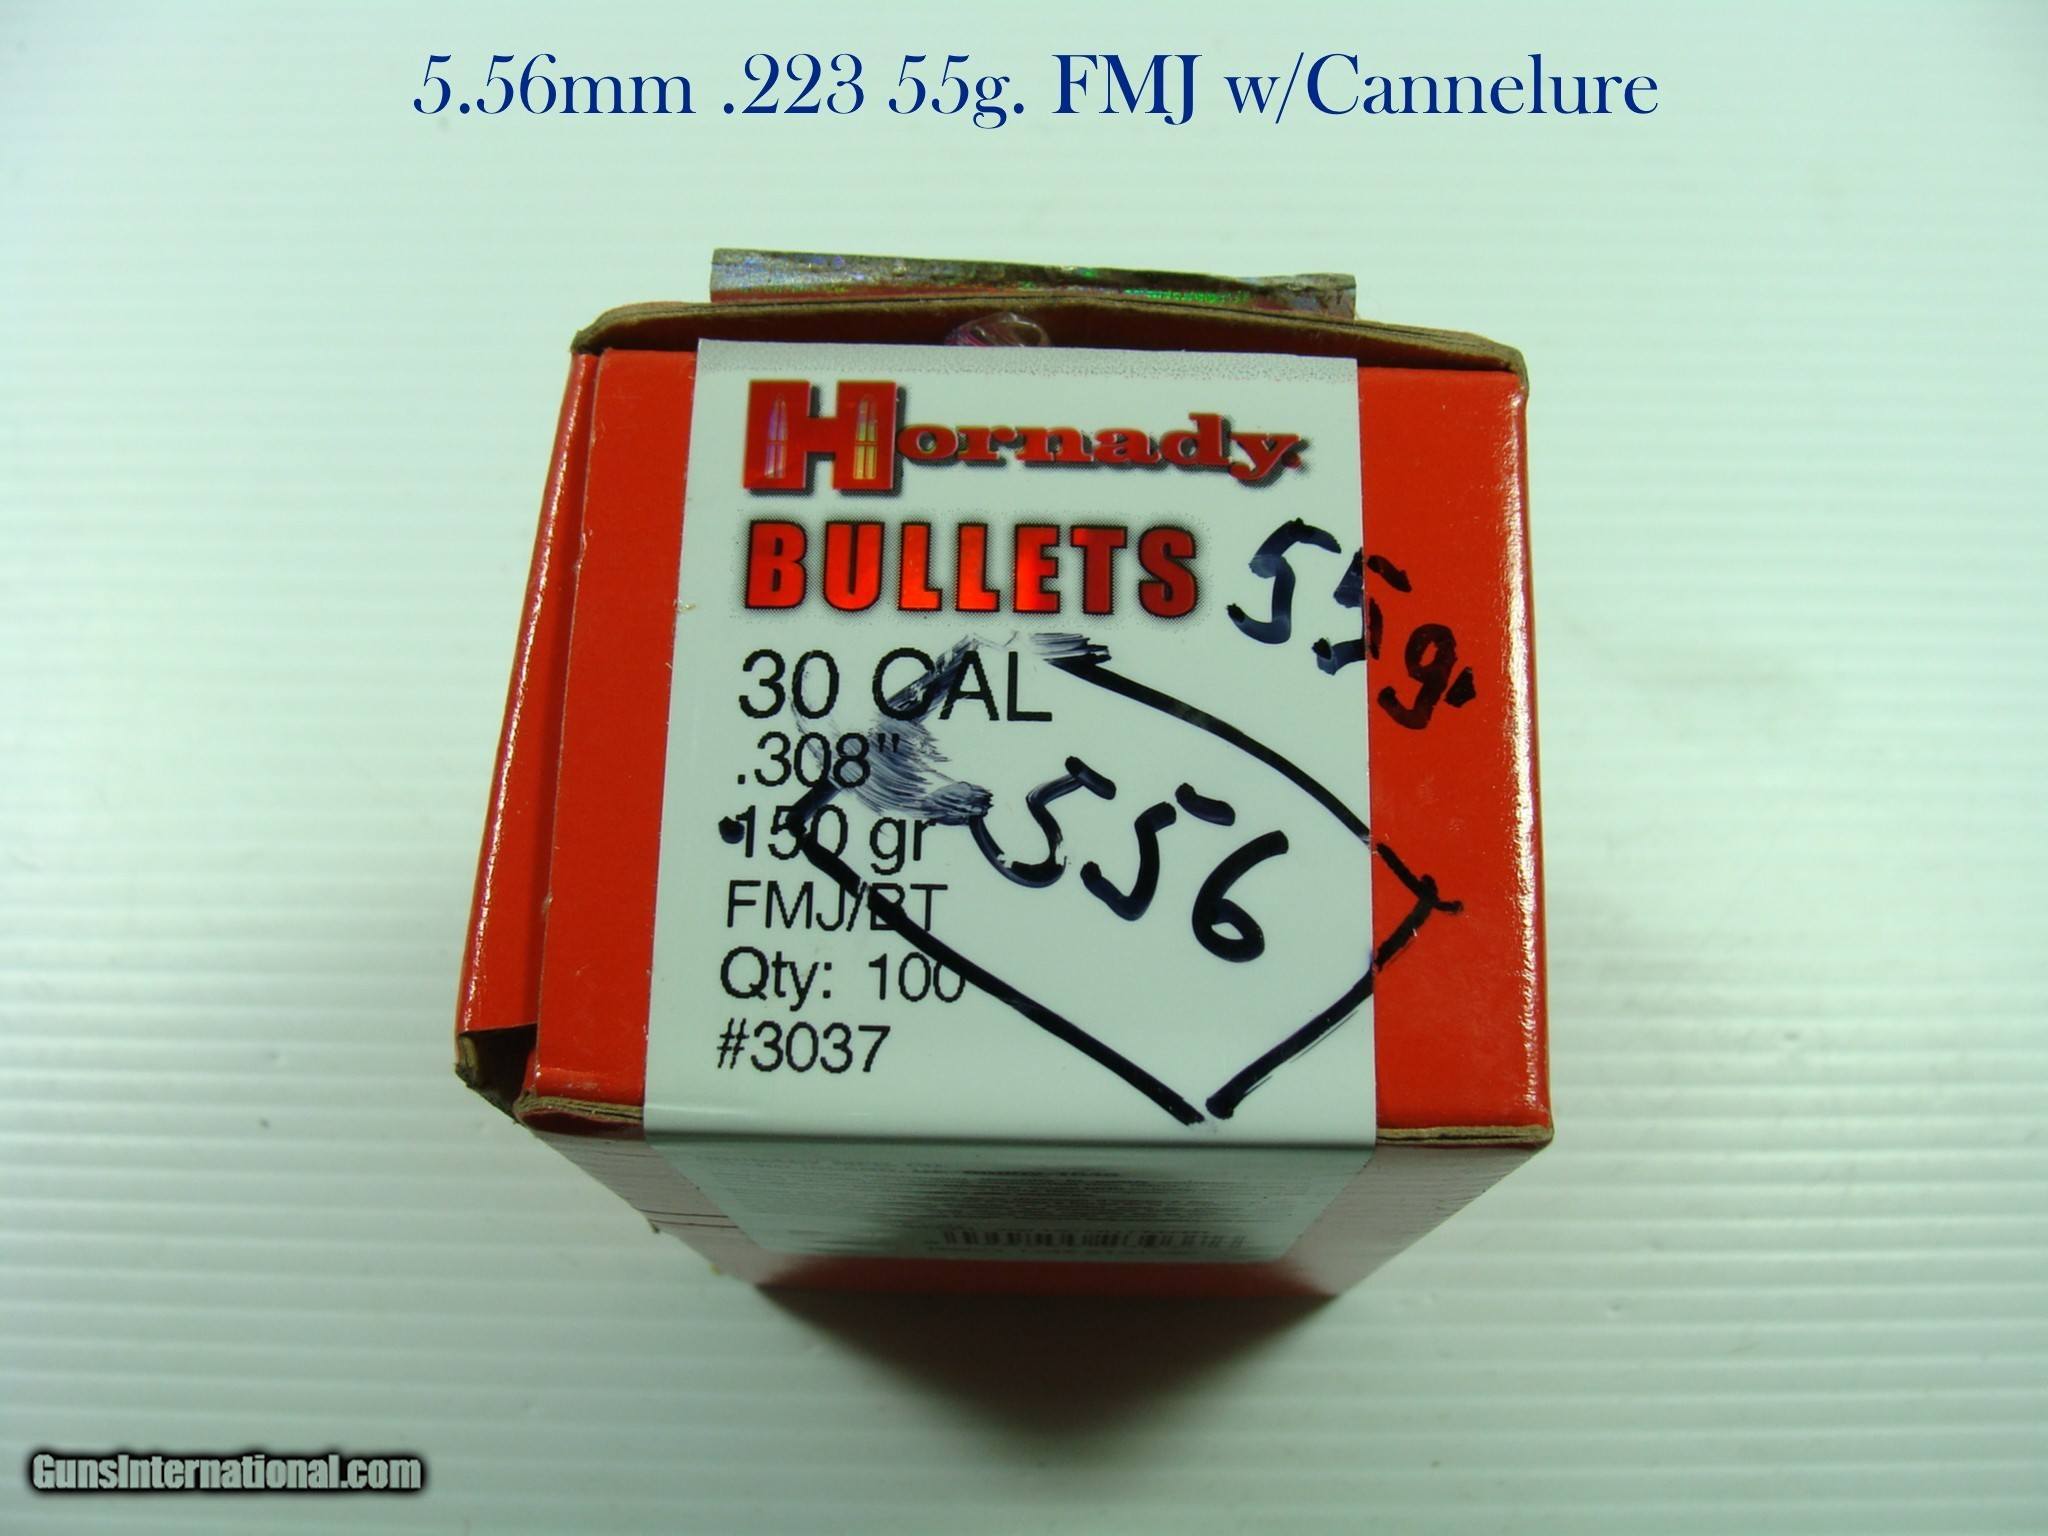 5.56mm .223 55g. FMJ w/Cannelure
Hornady
BULLETS
55g.
30 CAL
.308"
150 gr
556
FMJ/BT
Qty: 100
#3037
GunsInternational.com